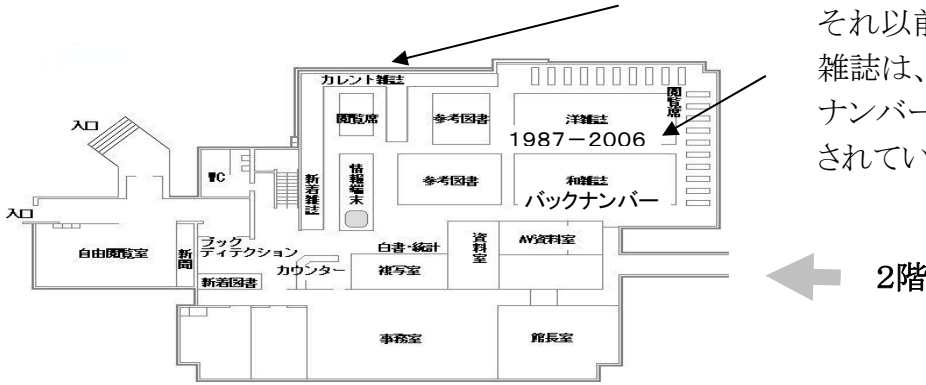 それ以前
雑誌は、
ナンバー
されてい
カレント雑誌
閲覧席
参考図書
洋雑誌
閲覧席
1987－2006
入口
WC
新着雑誌
情報端末
参考図書
和雑誌
バックナンバー
入口
自由閲覧室
新聞
ブック
ディテクション
カウンター
新着図書
白書・統計
複写室
資料室
AV資料室
2階
事務室
館長室